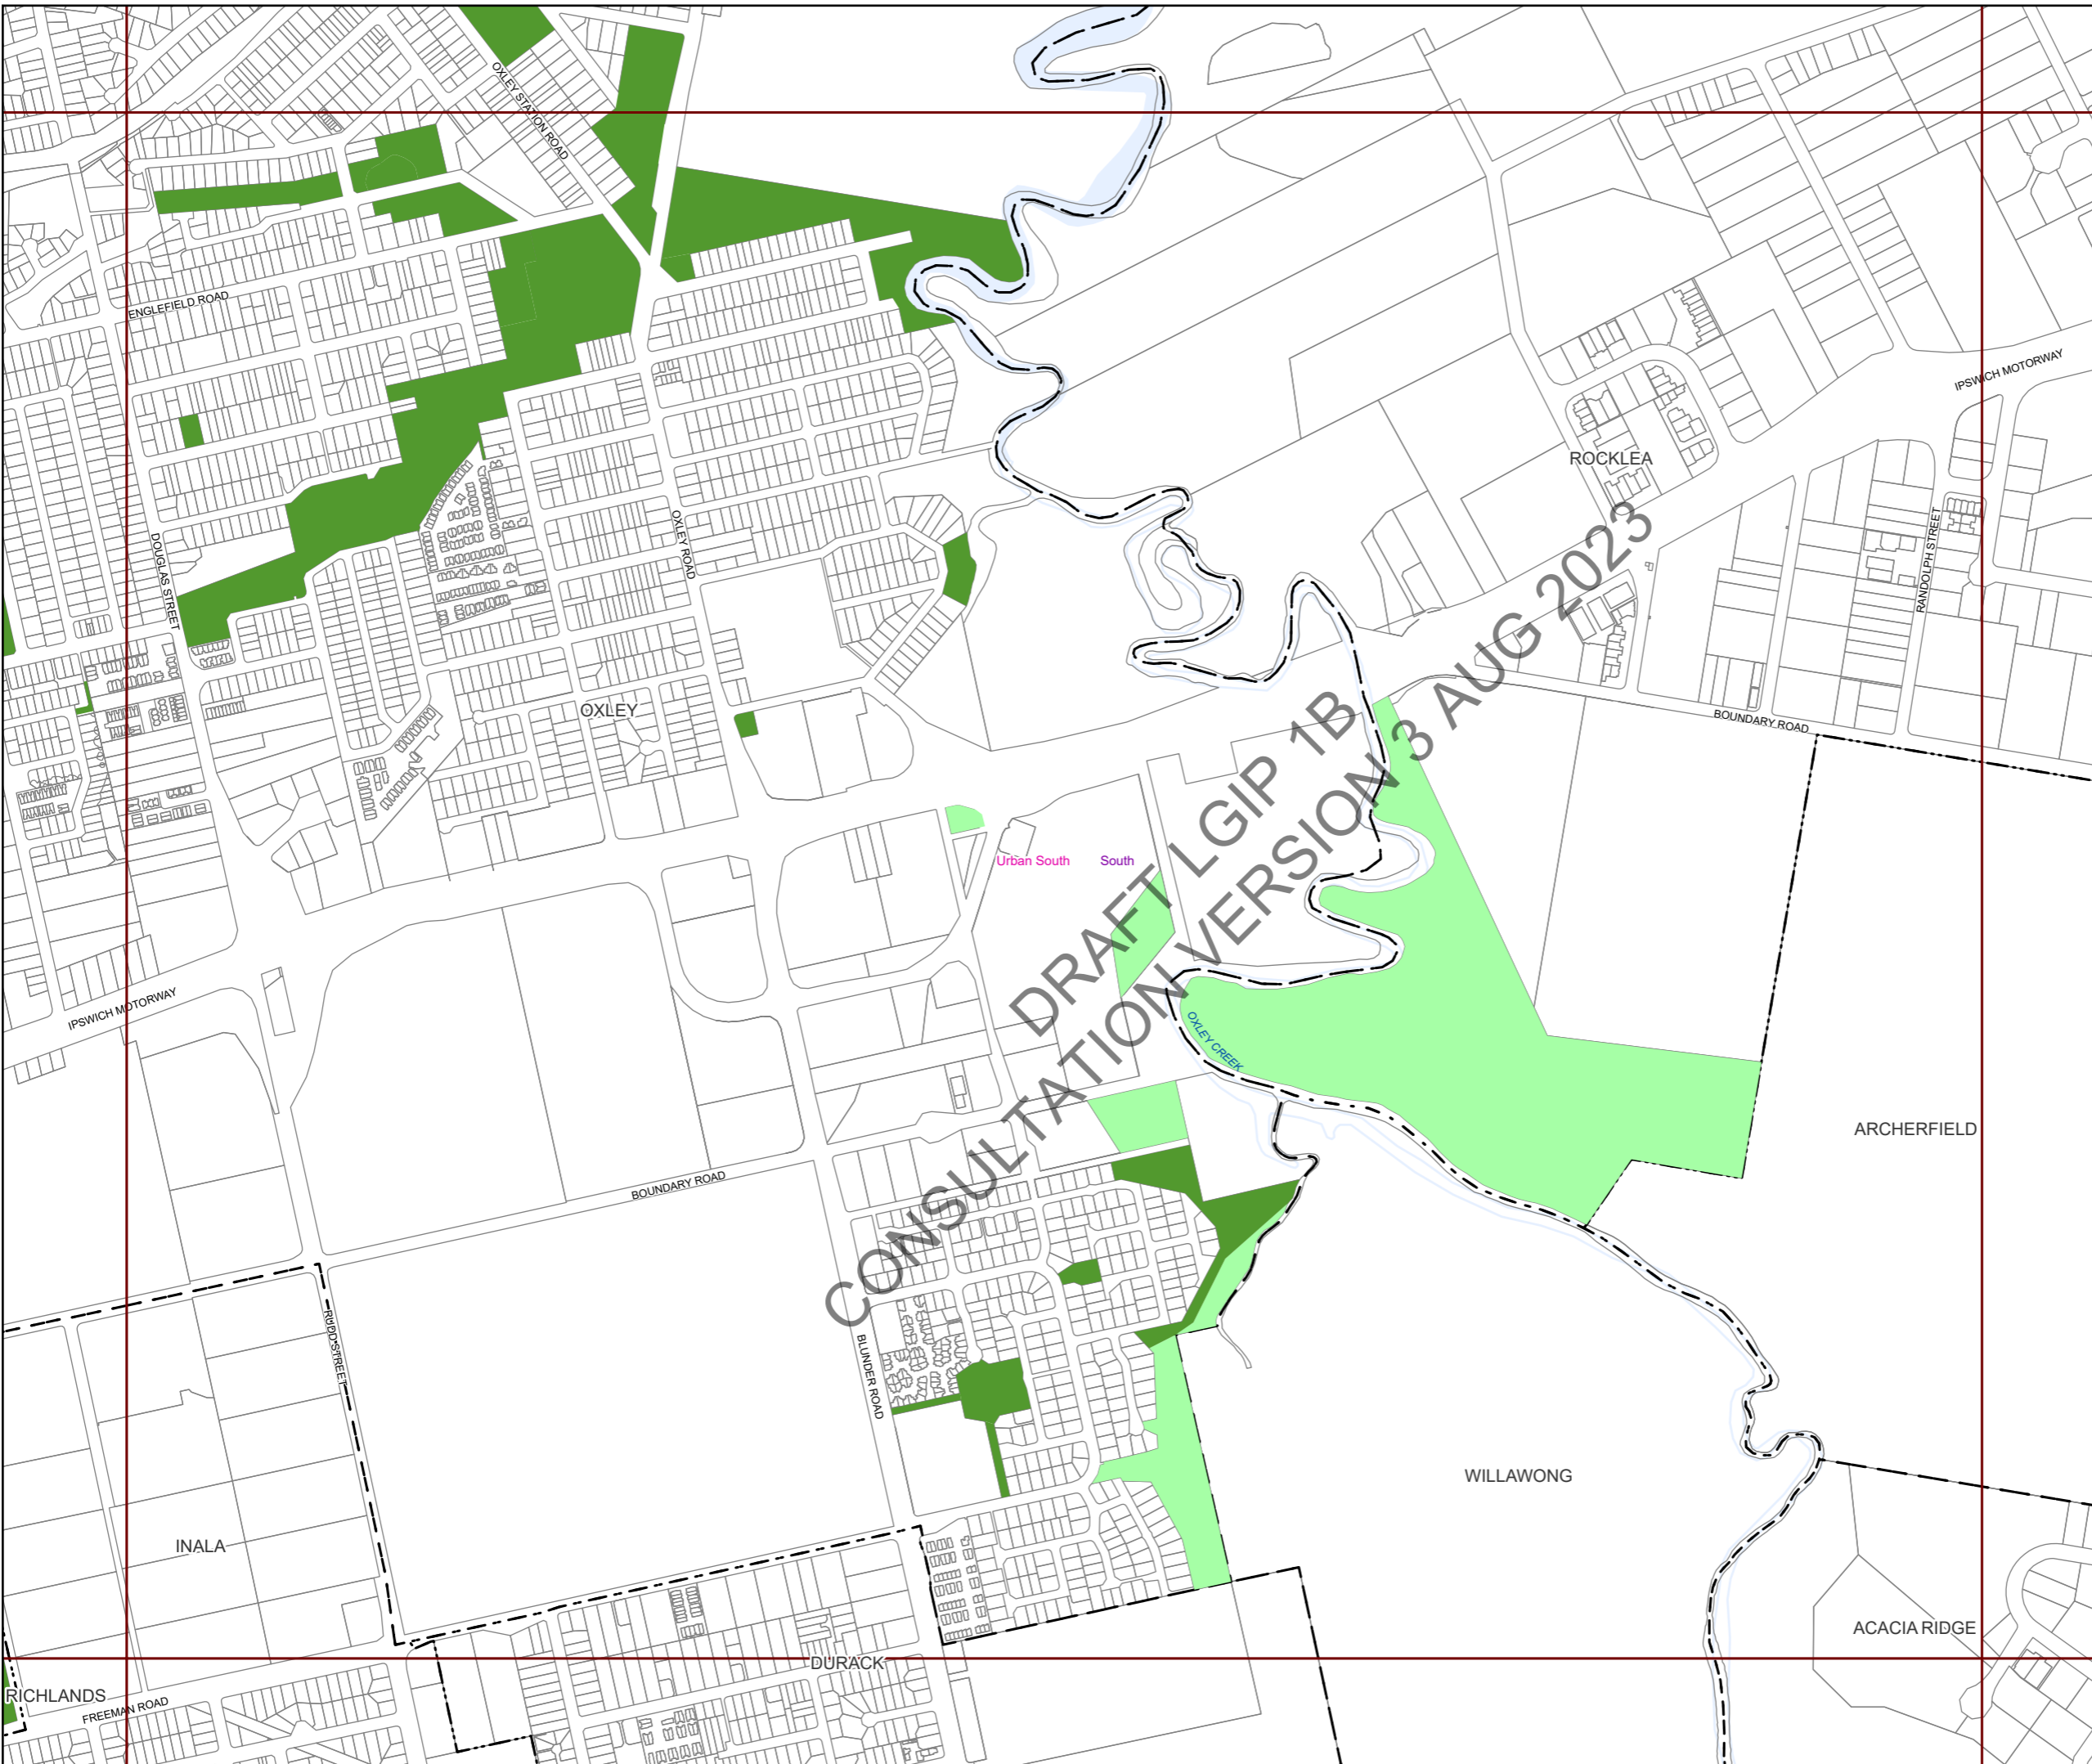 OXLEY STATION ROAD
ENGLEFIELD ROAD
IPSWICH MOTORWAY
ROCKLEA
DOUGLAS STREET
OXLEY ROAD
RANDOLPH STREET
OXLEY
BOUNDARY ROAD
Urban South
South
DRAFT LGIP 1B
CONSULTATION VERSION 3 AUG 2023
IPSWICH MOTORWAY
OXLEY CREEK
ARCHERFIELD
BOUNDARY ROAD
RUDD STREET
BLUNDER ROAD
WILLAWONG
INALA
ACACIA RIDGE
DURACK
RICHLANDS
FREEMAN ROAD